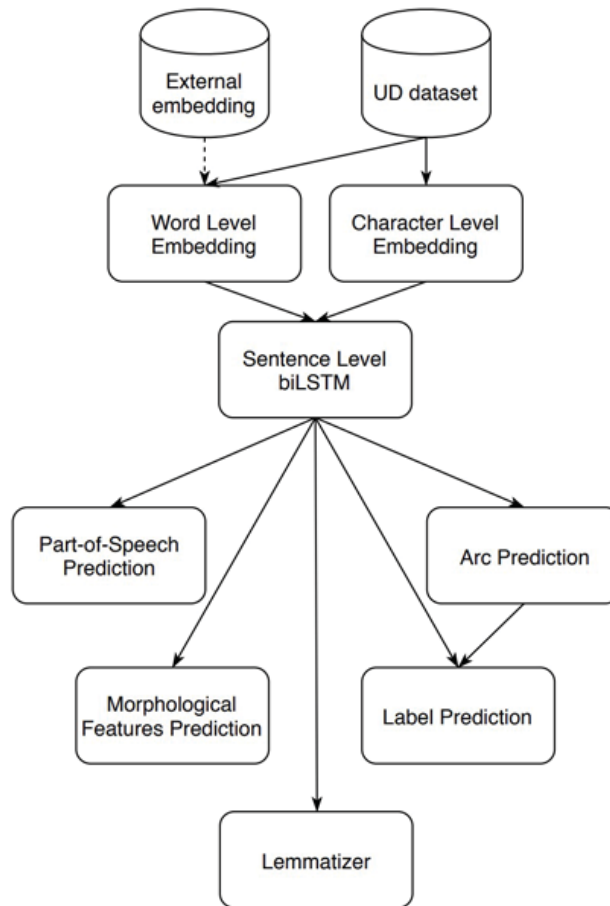 External
embedding
UD dataset
Word Level
Embedding
Character Level
Embedding
Sentence Level
biLSTM
Part-of-Speech
Prediction
Arc Prediction
Morphological
Features Prediction
Label Prediction
Lemmatizer